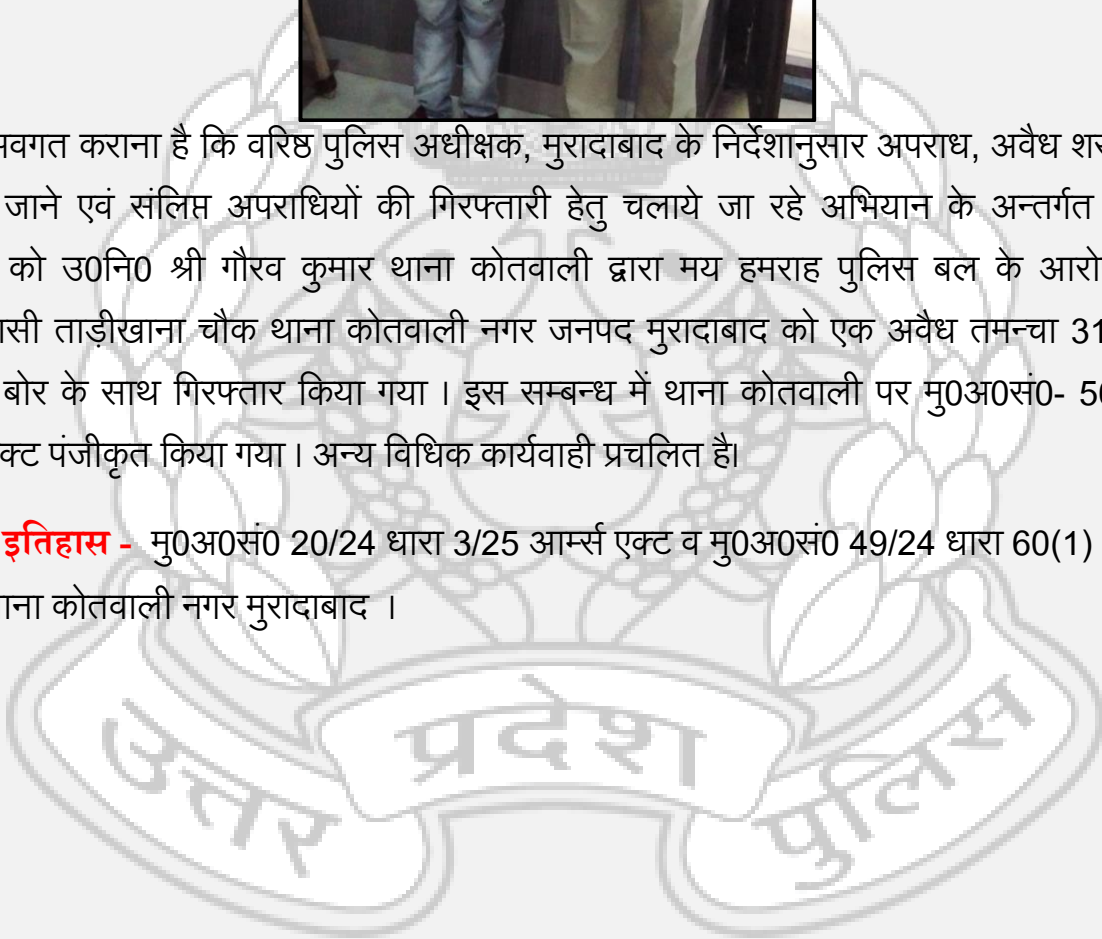 अवगत कराना है कि वरिष्ठ पुलिस अधीक्षक, मुरादाबाद के निर्देशानुसार अपराध, अवैध शस
जाने एवं संलिप्त अपराधियों की गिरफ्तारी हेतु चलाये जा रहे अभियान के अन्तर्गत
को उ0नि0 श्री गौरव कुमार थाना कोतवाली द्वारा मय हमराह पुलिस बल के आरो
ासी ताड़ीखाना चौक थाना कोतवाली नगर जनपद मुरादाबाद को एक अवैध तमन्चा 31
बोर के साथ गिरफ्तार किया गया । इस सम्बन्ध में थाना कोतवाली पर मु0अ0सं0- 50
क्ट पंजीकृत किया गया । अन्य विधिक कार्यवाही प्रचलित है।
इतिहास - मु0अ0सं0 20/24 धारा 3/25 आर्म्स एक्ट व मु0अ0सं0 49/24 धारा 60(1)
ाना कोतवाली नगर मुरादाबाद ।
उत्तर प्रदेश पुलिस